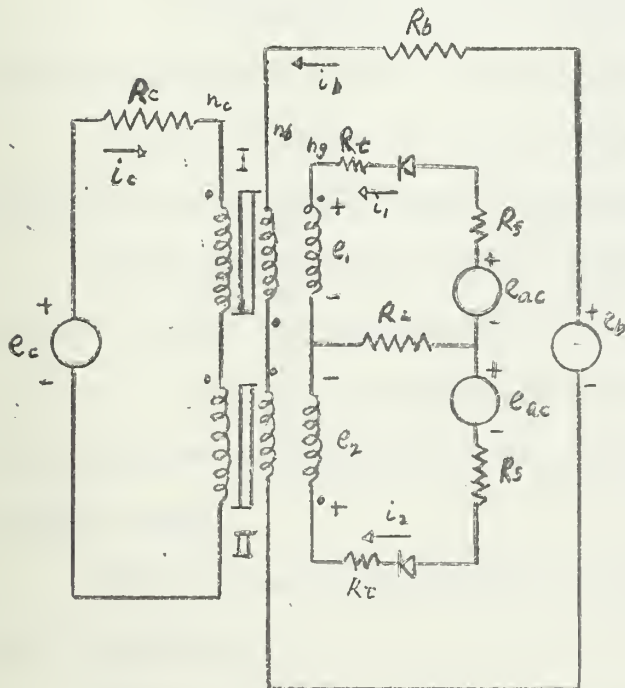 Rb
ib
Rc
nc
nb
ng
Rt
ic
I
i1
Rs
+
+
e1
eac
-
-
+
ec
-
RL
+
eb
-
-
+
eac
-
e2
Rs
i2
+
II
Rt